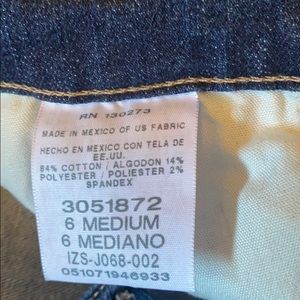 RN 130273
MADE IN MEXICO OF US FABRIC
HECHO EN MEXICO CON TELA DE
EE.UU.
84% COTTON / ALGODON 14%
POLYESTER / POLIESTER 2%
SPANDEX
3051872
6 MEDIUM
6 MEDIANO
IZS-J068-002
051071946933